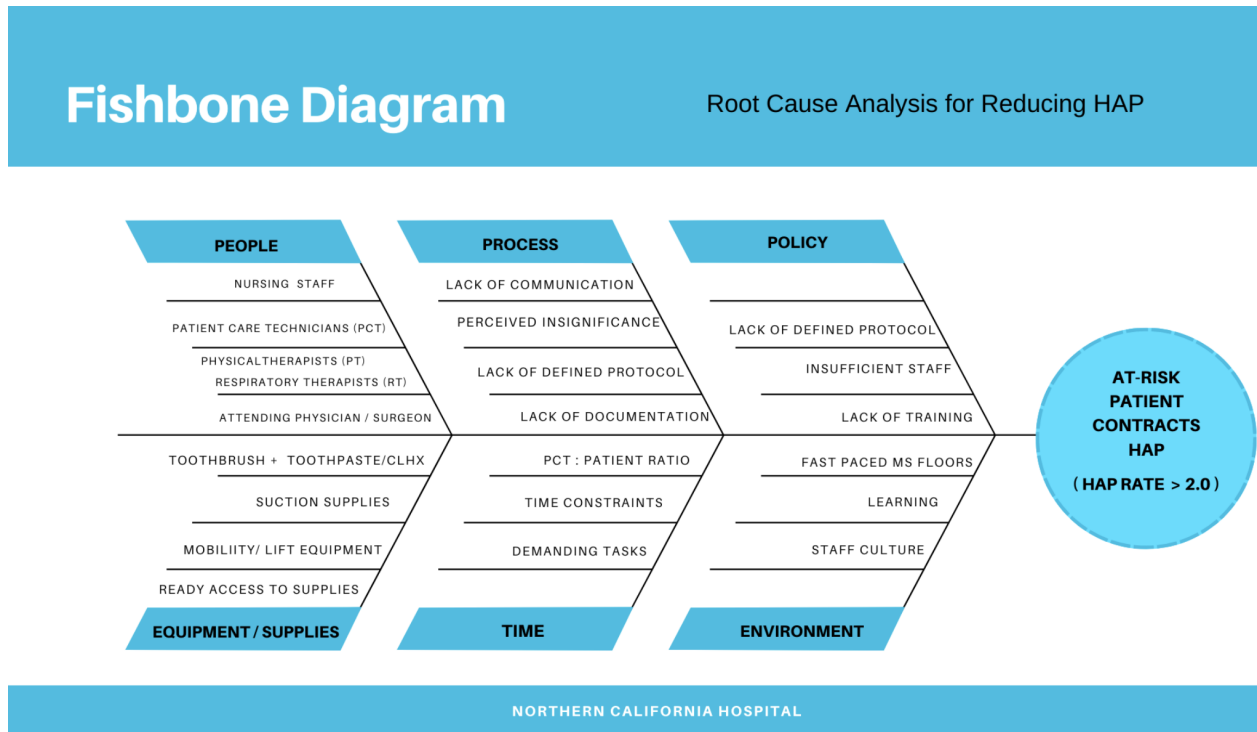 Fishbone Diagram
Root Cause Analysis for Reducing HAP
PEOPLE
NURSING STAFF
PATIENT CARE TECHNICIANS (PCT)
PHYSICALTHERAPISTS (PT)
RESPIRATORY THERAPISTS (RT)
ATTENDING PHYSICIAN / SURGEON
PROCESS
LACK OF COMMUNICATION
PERCEIVED INSIGNIFICANCE
LACK OF DEFINED PROTOCOL
LACK OF DOCUMENTATION
POLICY
LACK OF DEFINED PROTOCOL
INSUFFICIENT STAFF
LACK OF TRAINING
AT-RISK
PATIENT
CONTRACTS
HAP
( HAP RATE > 2.0 )
TOOTHBRUSH + TOOTHPASTE/CLHX
SUCTION SUPPLIES
MOBILIITY/ LIFT EQUIPMENT
READY ACCESS TO SUPPLIES
EQUIPMENT / SUPPLIES
PCT : PATIENT RATIO
TIME CONSTRAINTS
DEMANDING TASKS
TIME
FAST PACED MS FLOORS
LEARNING
STAFF CULTURE
ENVIRONMENT
NORTHERN CALIFORNIA HOSPITAL